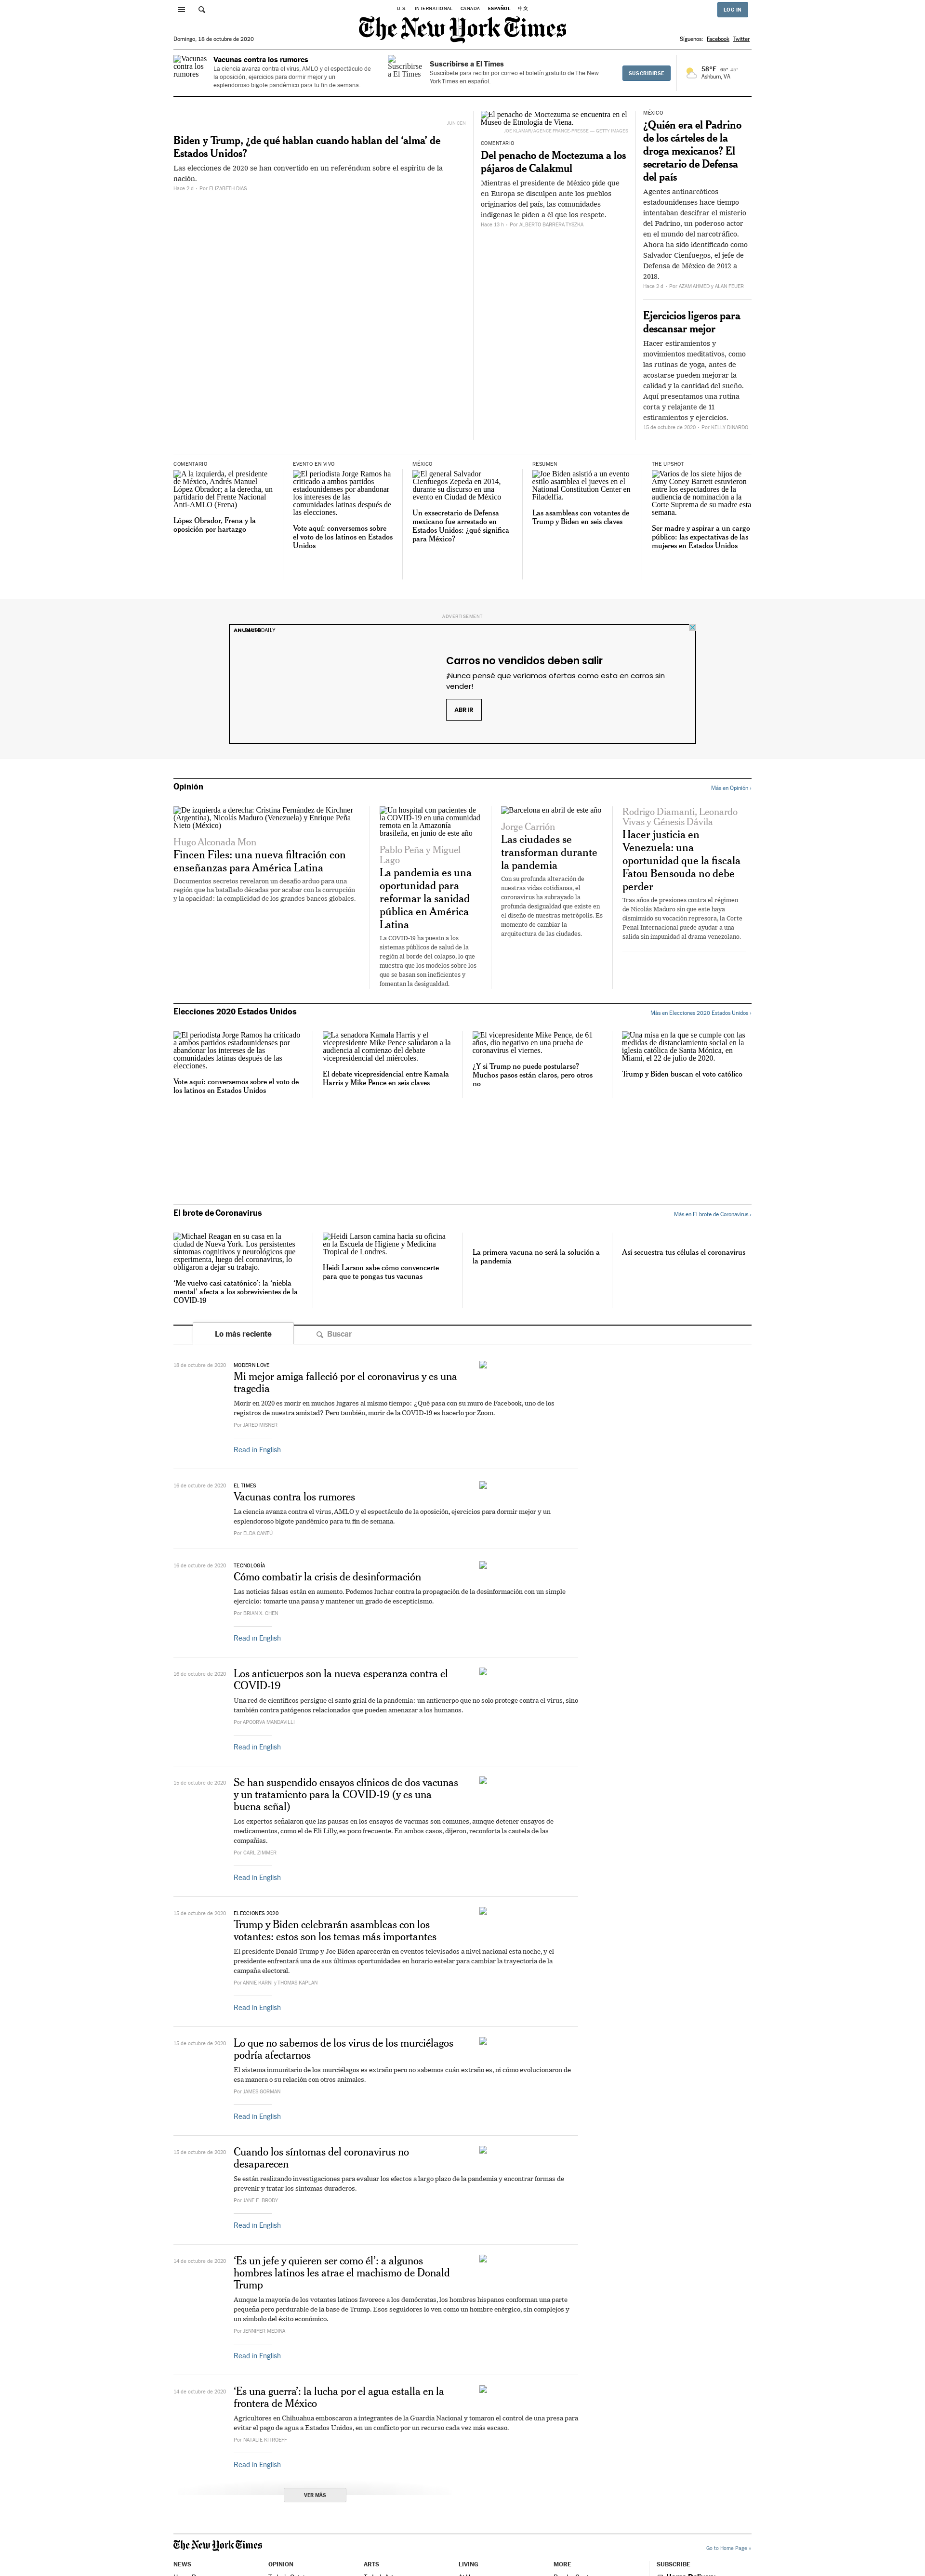 U.S. INTERNATIONAL CANADA ESPAÑOL 中文
LOG IN
The New York Times
Domingo, 18 de octubre de 2020
Síguenos: Facebook Twitter
Vacunas contra los rumores
Vacunas contra los rumores
La ciencia avanza contra el virus, AMLO y el espectáculo de
la oposición, ejercicios para dormir mejor y un
esplendoroso bigote pandémico para tu fin de semana.
Suscribirse a El Times
Suscribirse a El Times
Suscríbete para recibir por correo el boletín gratuito de The New
York Times en español.
SUSCRIBIRSE
58°F 65° 43°
Ashburn, VA
JUN CEN
Biden y Trump, ¿de qué hablan cuando hablan del ‘alma’ de
Estados Unidos?
Las elecciones de 2020 se han convertido en un referéndum sobre el espíritu de la
nación.
Hace 2 d - Por ELIZABETH DIAS
El penacho de Moctezuma se encuentra en el
Museo de Etnología de Viena.
JOE KLAMAR/AGENCE FRANCE-PRESSE — GETTY IMAGES
COMENTARIO
Del penacho de Moctezuma a los
pájaros de Calakmul
Mientras el presidente de México pide que
en Europa se disculpen ante los pueblos
originarios del país, las comunidades
indígenas le piden a él que los respete.
Hace 13 h - Por ALBERTO BARRERA TYSZKA
MÉXICO
¿Quién era el Padrino
de los cárteles de la
droga mexicanos? El
secretario de Defensa
del país
Agentes antinarcóticos
estadounidenses hace tiempo
intentaban descifrar el misterio
del Padrino, un poderoso actor
en el mundo del narcotráfico.
Ahora ha sido identificado como
Salvador Cienfuegos, el jefe de
Defensa de México de 2012 a
2018.
Hace 2 d - Por AZAM AHMED y ALAN FEUER
Ejercicios ligeros para
descansar mejor
Hacer estiramientos y
movimientos meditativos, como
las rutinas de yoga, antes de
acostarse pueden mejorar la
calidad y la cantidad del sueño.
Aquí presentamos una rutina
corta y relajante de 11
estiramientos y ejercicios.
15 de octubre de 2020 - Por KELLY DINARDO
COMENTARIO
A la izquierda, el presidente
de México, Andrés Manuel
López Obrador; a la derecha, un
partidario del Frente Nacional
Anti-AMLO (Frena)
López Obrador, Frena y la
oposición por hartazgo
EVENTO EN VIVO
El periodista Jorge Ramos ha
criticado a ambos partidos
estadounidenses por abandonar
los intereses de las
comunidades latinas después de
las elecciones.
Vote aquí: conversemos sobre
el voto de los latinos en Estados
Unidos
MÉXICO
El general Salvador
Cienfuegos Zepeda en 2014,
durante su discurso en una
evento en Ciudad de México
Un exsecretario de Defensa
mexicano fue arrestado en
Estados Unidos: ¿qué significa
para México?
RESUMEN
Joe Biden asistió a un evento
estilo asamblea el jueves en el
National Constitution Center en
Filadelfia.
Las asambleas con votantes de
Trump y Biden en seis claves
THE UPSHOT
Varios de los siete hijos de
Amy Coney Barrett estuvieron
entre los espectadores de la
audiencia de nominación a la
Corte Suprema de su madre esta
semana.
Ser madre y aspirar a un cargo
público: las expectativas de las
mujeres en Estados Unidos
ADVERTISEMENT
Carros no vendidos deben salir
¡Nunca pensé que veríamos ofertas como esta en carros sin
vender!
ABRIR
Opinión
Más en Opinión ›
De izquierda a derecha: Cristina Fernández de Kirchner
(Argentina), Nicolás Maduro (Venezuela) y Enrique Peña
Nieto (México)
Hugo Alconada Mon
Fincen Files: una nueva filtración con
enseñanzas para América Latina
Documentos secretos revelaron un desafío arduo para una
región que ha batallado décadas por acabar con la corrupción
y la opacidad: la complicidad de los grandes bancos globales.
Un hospital con pacientes de
la COVID-19 en una comunidad
remota en la Amazonía
brasileña, en junio de este año
Pablo Peña y Miguel
Lago
La pandemia es una
oportunidad para
reformar la sanidad
pública en América
Latina
La COVID-19 ha puesto a los
sistemas públicos de salud de la
región al borde del colapso, lo que
muestra que los modelos sobre los
que se basan son ineficientes y
fomentan la desigualdad.
Barcelona en abril de este año
Jorge Carrión
Las ciudades se
transforman durante
la pandemia
Con su profunda alteración de
nuestras vidas cotidianas, el
coronavirus ha subrayado la
profunda desigualdad que existe en
el diseño de nuestras metrópolis. Es
momento de cambiar la
arquitectura de las ciudades.
Rodrigo Diamanti, Leonardo
Vivas y Génesis Dávila
Hacer justicia en
Venezuela: una
oportunidad que la fiscala
Fatou Bensouda no debe
perder
Tras años de presiones contra el régimen
de Nicolás Maduro sin que este haya
disminuido su vocación represora, la Corte
Penal Internacional puede ayudar a una
salida sin impunidad al drama venezolano.
Elecciones 2020 Estados Unidos
Más en Elecciones 2020 Estados Unidos ›
El periodista Jorge Ramos ha criticado
a ambos partidos estadounidenses por
abandonar los intereses de las
comunidades latinas después de las
elecciones.
Vote aquí: conversemos sobre el voto de
los latinos en Estados Unidos
La senadora Kamala Harris y el
vicepresidente Mike Pence saludaron a la
audiencia al comienzo del debate
vicepresidencial del miércoles.
El debate vicepresidencial entre Kamala
Harris y Mike Pence en seis claves
El vicepresidente Mike Pence, de 61
años, dio negativo en una prueba de
coronavirus el viernes.
¿Y si Trump no puede postularse?
Muchos pasos están claros, pero otros
no
Una misa en la que se cumple con las
medidas de distanciamiento social en la
iglesia católica de Santa Mónica, en
Miami, el 22 de julio de 2020.
Trump y Biden buscan el voto católico
El brote de Coronavirus
Más en El brote de Coronavirus ›
Michael Reagan en su casa en la
ciudad de Nueva York. Los persistentes
síntomas cognitivos y neurológicos que
experimenta, luego del coronavirus, lo
obligaron a dejar su trabajo.
‘Me vuelvo casi catatónico’: la ‘niebla
mental’ afecta a los sobrevivientes de la
COVID-19
Heidi Larson camina hacia su oficina
en la Escuela de Higiene y Medicina
Tropical de Londres.
Heidi Larson sabe cómo convencerte
para que te pongas tus vacunas
La primera vacuna no será la solución a
la pandemia
Así secuestra tus células el coronavirus
Lo más reciente
Buscar
18 de octubre de 2020
MODERN LOVE
Mi mejor amiga falleció por el coronavirus y es una
tragedia
Morir en 2020 es morir en muchos lugares al mismo tiempo: ¿Qué pasa con su muro de Facebook, uno de los
registros de nuestra amistad? Pero también, morir de la COVID-19 es hacerlo por Zoom.
Por JARED MISNER
Read in English
16 de octubre de 2020
EL TIMES
Vacunas contra los rumores
La ciencia avanza contra el virus, AMLO y el espectáculo de la oposición, ejercicios para dormir mejor y un
esplendoroso bigote pandémico para tu fin de semana.
Por ELDA CANTÚ
16 de octubre de 2020
TECNOLOGÍA
Cómo combatir la crisis de desinformación
Las noticias falsas están en aumento. Podemos luchar contra la propagación de la desinformación con un simple
ejercicio: tomarte una pausa y mantener un grado de escepticismo.
Por BRIAN X. CHEN
Read in English
16 de octubre de 2020
Los anticuerpos son la nueva esperanza contra el
COVID-19
Una red de científicos persigue el santo grial de la pandemia: un anticuerpo que no solo protege contra el virus, sino
también contra patógenos relacionados que pueden amenazar a los humanos.
Por APOORVA MANDAVILLI
Read in English
15 de octubre de 2020
Se han suspendido ensayos clínicos de dos vacunas
y un tratamiento para la COVID-19 (y es una
buena señal)
Los expertos señalaron que las pausas en los ensayos de vacunas son comunes, aunque detener ensayos de
medicamentos, como el de Eli Lilly, es poco frecuente. En ambos casos, dijeron, reconforta la cautela de las
compañías.
Por CARL ZIMMER
Read in English
15 de octubre de 2020
ELECCIONES 2020
Trump y Biden celebrarán asambleas con los
votantes: estos son los temas más importantes
El presidente Donald Trump y Joe Biden aparecerán en eventos televisados a nivel nacional esta noche, y el
presidente enfrentará una de sus últimas oportunidades en horario estelar para cambiar la trayectoria de la
campaña electoral.
Por ANNIE KARNI y THOMAS KAPLAN
Read in English
15 de octubre de 2020
Lo que no sabemos de los virus de los murciélagos
podría afectarnos
El sistema inmunitario de los murciélagos es extraño pero no sabemos cuán extraño es, ni cómo evolucionaron de
esa manera o su relación con otros animales.
Por JAMES GORMAN
Read in English
15 de octubre de 2020
Cuando los síntomas del coronavirus no
desaparecen
Se están realizando investigaciones para evaluar los efectos a largo plazo de la pandemia y encontrar formas de
prevenir y tratar los síntomas duraderos.
Por JANE E. BRODY
Read in English
14 de octubre de 2020
‘Es un jefe y quieren ser como él’: a algunos
hombres latinos les atrae el machismo de Donald
Trump
Aunque la mayoría de los votantes latinos favorece a los demócratas, los hombres hispanos conforman una parte
pequeña pero perdurable de la base de Trump. Esos seguidores lo ven como un hombre enérgico, sin complejos y
un símbolo del éxito económico.
Por JENNIFER MEDINA
Read in English
14 de octubre de 2020
‘Es una guerra’: la lucha por el agua estalla en la
frontera de México
Agricultores en Chihuahua emboscaron a integrantes de la Guardia Nacional y tomaron el control de una presa para
evitar el pago de agua a Estados Unidos, en un conflicto por un recurso cada vez más escaso.
Por NATALIE KITROEFF
Read in English
VER MÁS
The New York Times
Go to Home Page »
NEWS OPINION ARTS LIVING MORE SUBSCRIBE